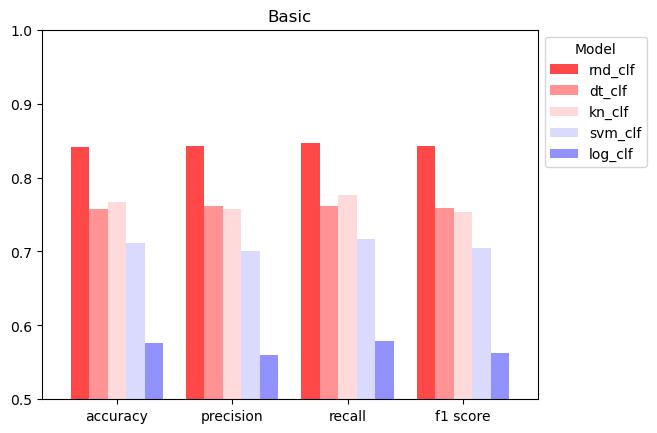 Basic
1.0
0.9
0.8
0.7
0.6
0.5
accuracy
precision
recall
f1 score
Model
rnd_clf
dt_clf
kn_clf
svm_clf
log_clf